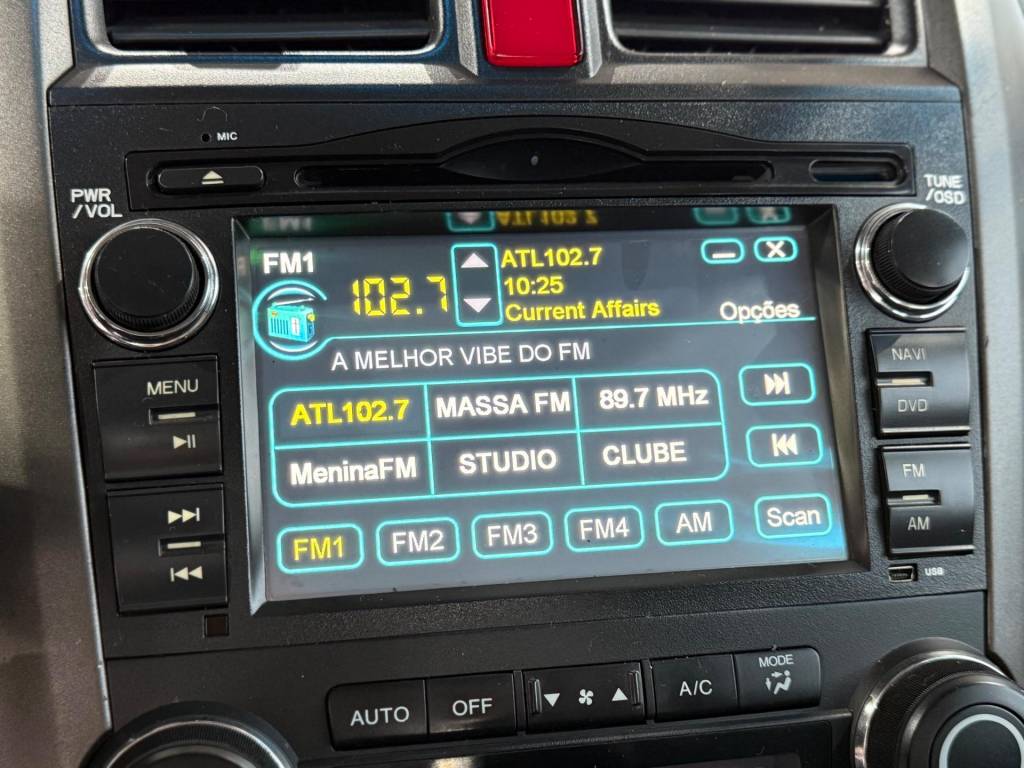 MIC
PWR
/VOL
TUNE
/OSD
FM1
102.7
ATL102.7
10:25
Current Affairs
Opções
A MELHOR VIBE DO FM
ATL102.7 MASSA FM 89.7 MHz
MeninaFM STUDIO CLUBE
FM1 FM2 FM3 FM4 AM Scan
MENU
NAVI
DVD
FM
AM
USB
AUTO OFF A/C MODE